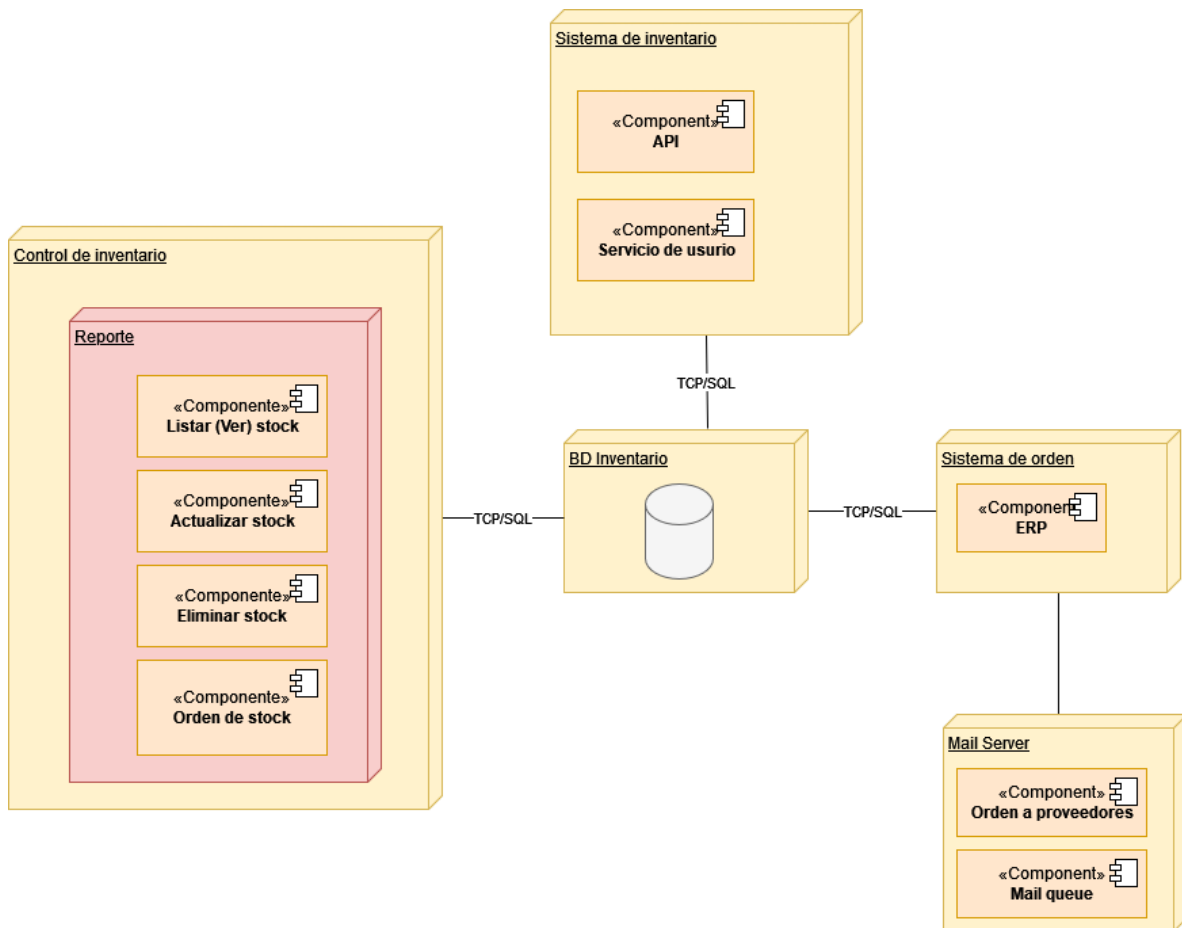 Sistema de inventario
«Component»
API
«Component»
Servicio de usurio
Control de inventario
Reporte
«Componente»
Listar (Ver) stock
«Componente»
Actualizar stock
«Componente»
Eliminar stock
«Componente»
Orden de stock
TCP/SQL
TCP/SQL
BD Inventario
TCP/SQL
Sistema de orden
«Component
ERP
Mail Server
«Component»
Orden a proveedores
«Component»
Mail queue